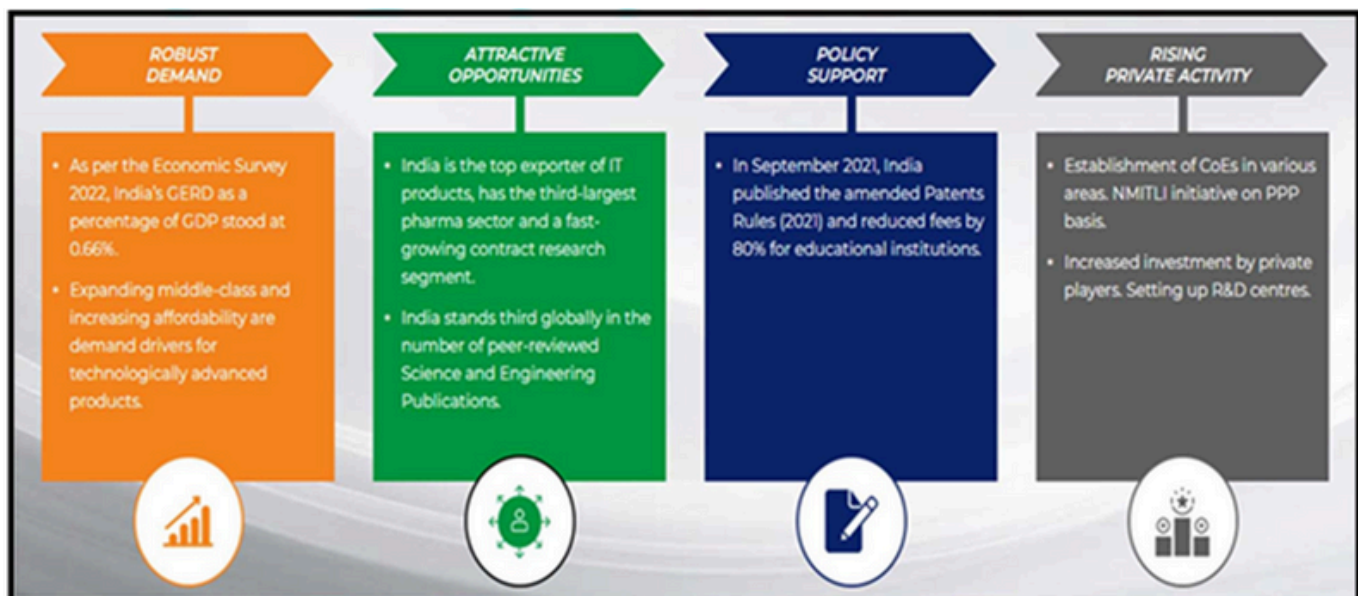 ROBUST
DEMAND
• As per the Economic Survey
2022, India's GERD as a
percentage of GDP stood at
0.66%.
• Expanding middle-class and
increasing affordability are
demand drivers for
technologically advanced
products.
ATTRACTIVE
OPPORTUNITIES
• India is the top exporter of IT
products, has the third-largest
pharma sector and a fast-
growing contract research
segment.
• India stands third globally in the
number of peer-reviewed
Science and Engineering
Publications.
POLICY
SUPPORT
• In September 2021, India
published the amended Patents
Rules (2021) and reduced fees by
80% for educational institutions.
RISING
PRIVATE ACTIVITY
• Establishment of CoEs in various
areas. NMITLI initiative on PPP
basis.
• Increased investment by private
players. Setting up R&D centres.